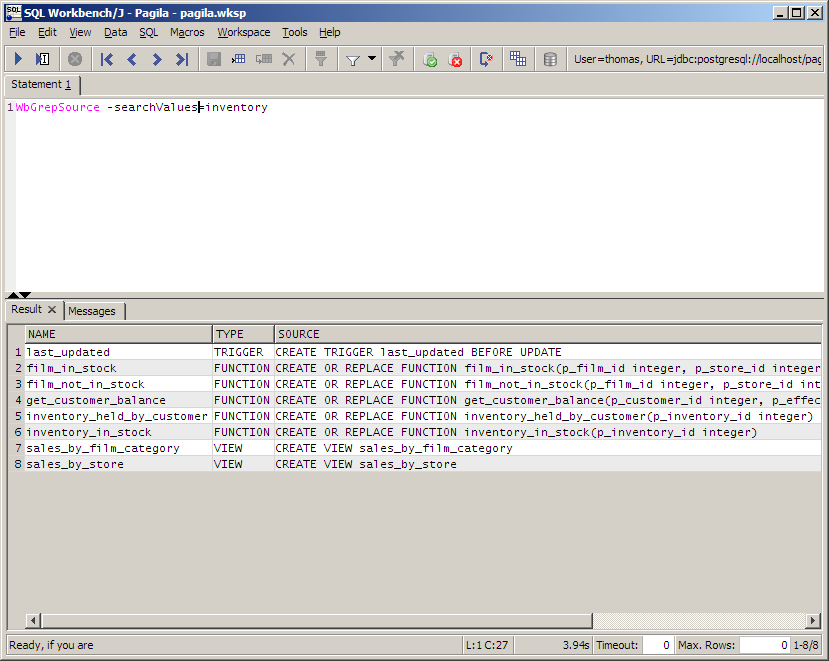 SQL Workbench/J - Pagila - pagila.wksp
File Edit View Data SQL Macros Workspace Tools Help
User=thomas, URL=jdbc:postgresql://localhost/pag
Statement 1
1 WbGrepSource -searchValues=inventory
Result Messages
NAME TYPE SOURCE
1 last_updated TRIGGER CREATE TRIGGER last_updated BEFORE UPDATE
2 film_in_stock FUNCTION CREATE OR REPLACE FUNCTION film_in_stock(p_film_id integer, p_store_id integer
3 film_not_in_stock FUNCTION CREATE OR REPLACE FUNCTION film_not_in_stock(p_film_id integer, p_store_id int
4 get_customer_balance FUNCTION CREATE OR REPLACE FUNCTION get_customer_balance(p_customer_id integer, p_effec
5 inventory_held_by_customer FUNCTION CREATE OR REPLACE FUNCTION inventory_held_by_customer(p_inventory_id integer)
6 inventory_in_stock FUNCTION CREATE OR REPLACE FUNCTION inventory_in_stock(p_inventory_id integer)
7 sales_by_film_category VIEW CREATE VIEW sales_by_film_category
8 sales_by_store VIEW CREATE VIEW sales_by_store
Ready, if you are L:1 C:27 3.94s Timeout: 0 Max. Rows: 0 1-8/8